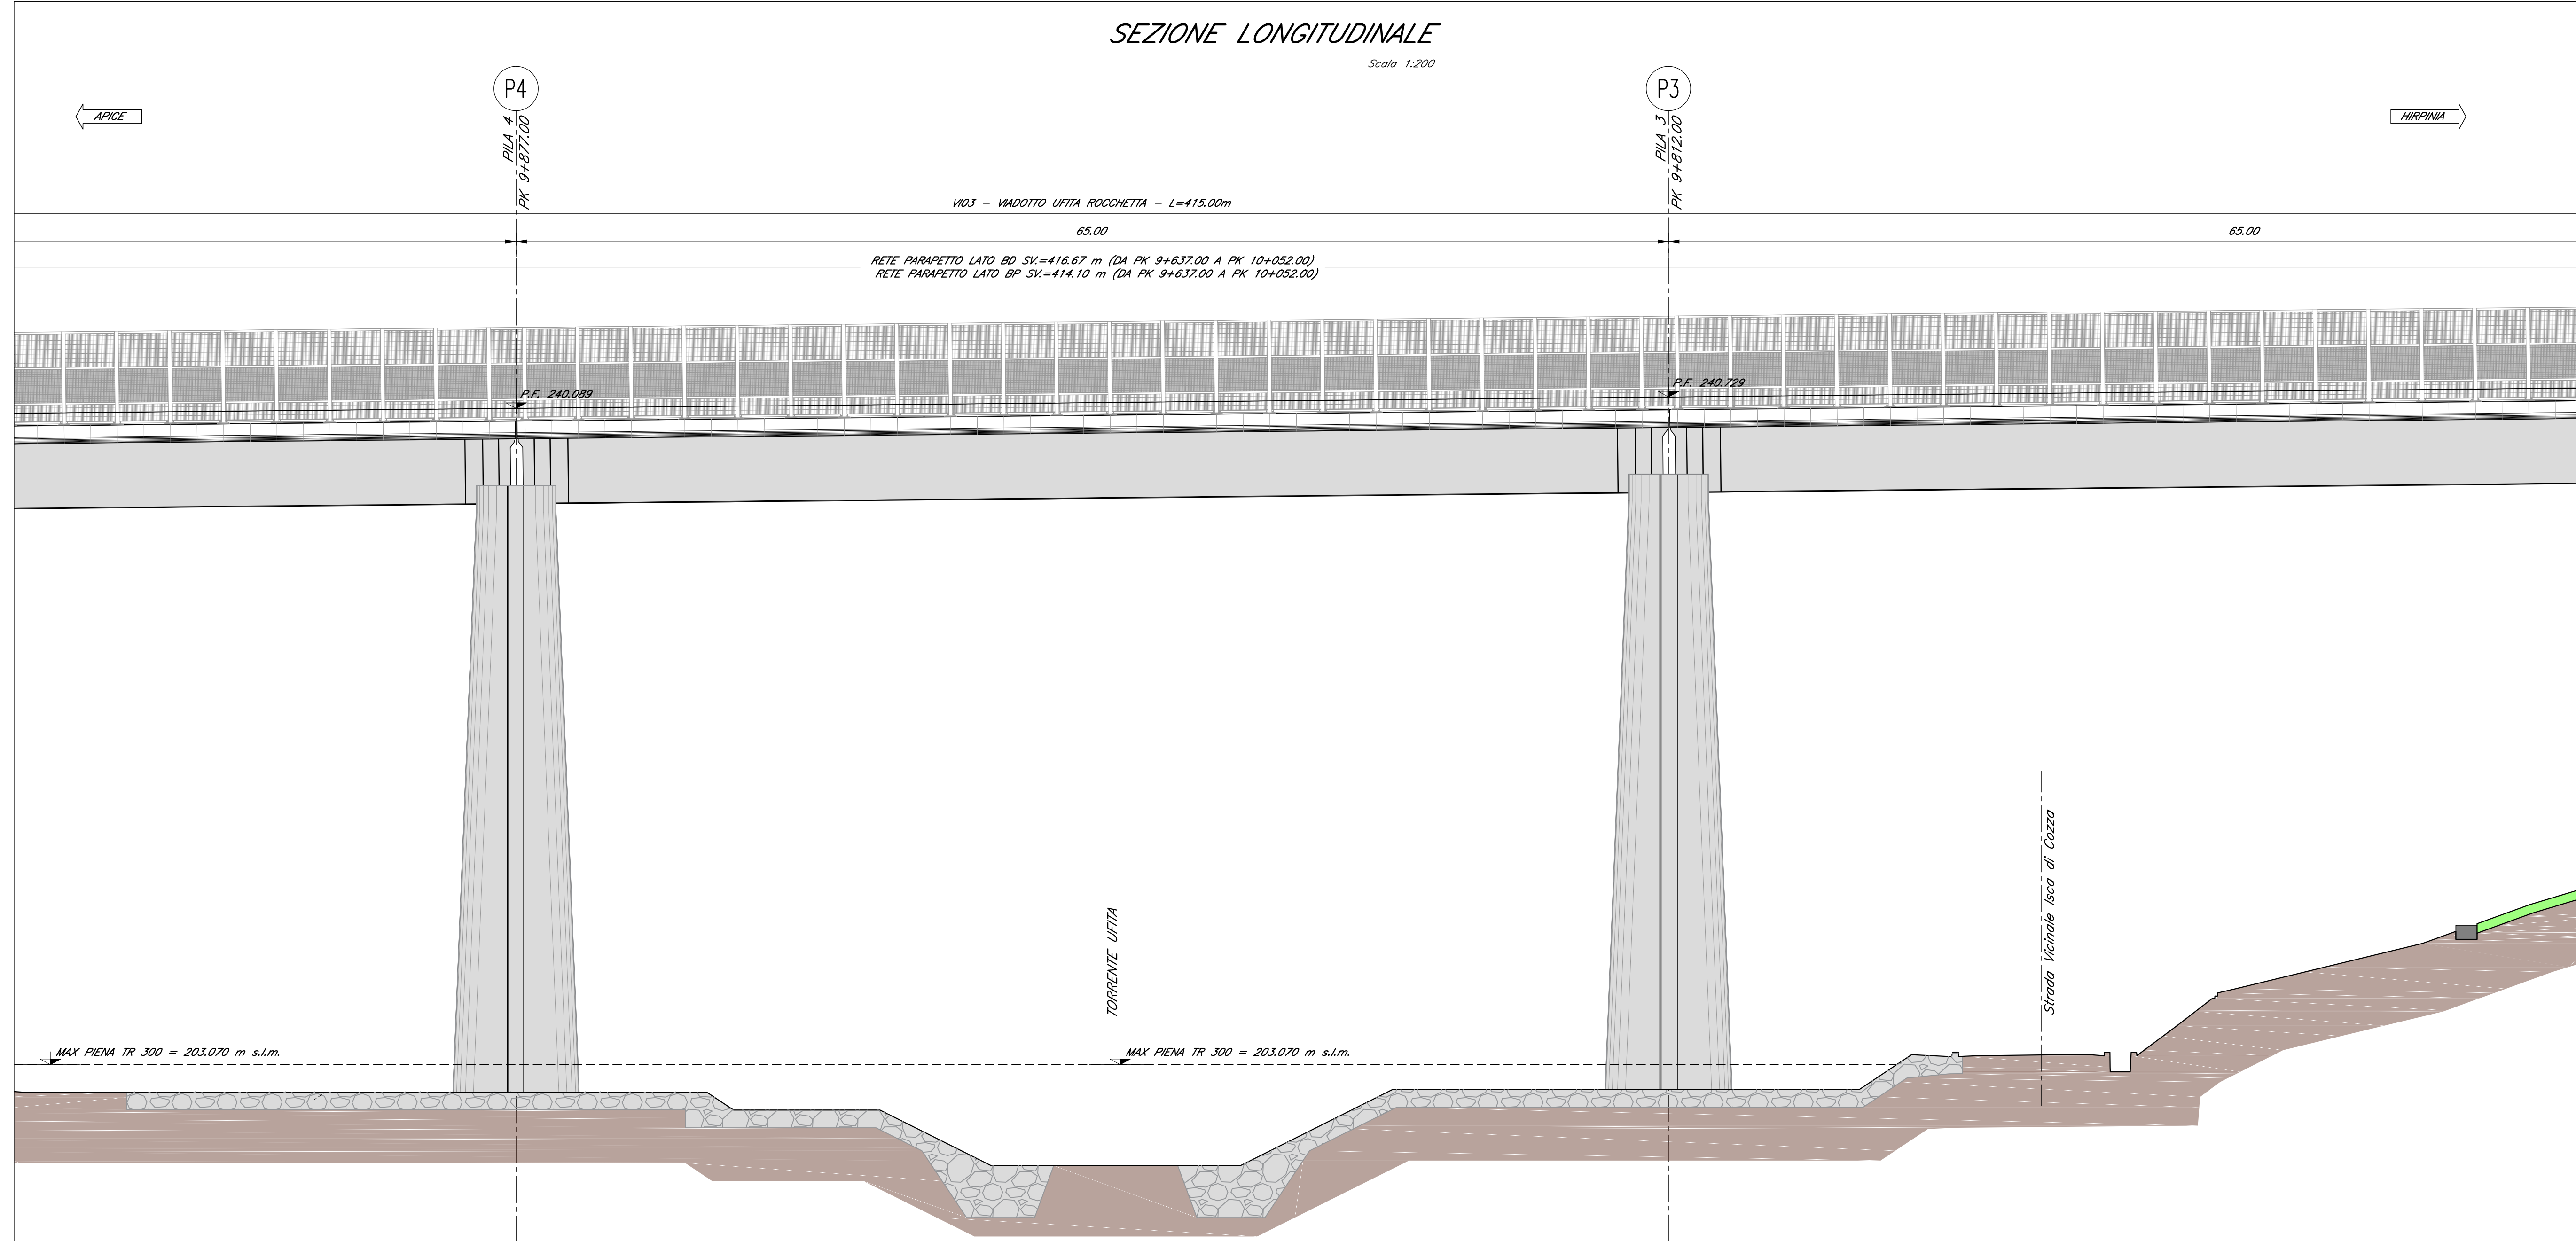 SEZIONE LONGITUDINALE
Scala 1:200
P4
P3
APICE
HIRPINIA
PILA 4
PK 9+877.00
PILA 3
PK 9+812.00
VI03 - VIADOTTO UFITA ROCCHETTA - L=415.00m
65.00
65.00
RETE PARAPETTO LATO BD SV.=416.67 m (DA PK 9+637.00 A PK 10+052.00)
RETE PARAPETTO LATO BP SV.=414.10 m (DA PK 9+637.00 A PK 10+052.00)
P.F. 240.089
P.F. 240.729
TORRENTE UFITA
Strada Vicinale Isca di Cozzo
MAX PIENA TR 300 = 203.070 m s.l.m.
MAX PIENA TR 300 = 203.070 m s.l.m.